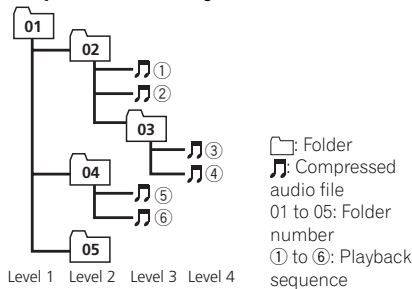 01
02
①
②
03
③
④
04
⑤
⑥
05
Level 1 Level 2 Level 3 Level 4
: Folder
: Compressed
audio file
01 to 05: Folder
number
① to ⑥: Playback
sequence